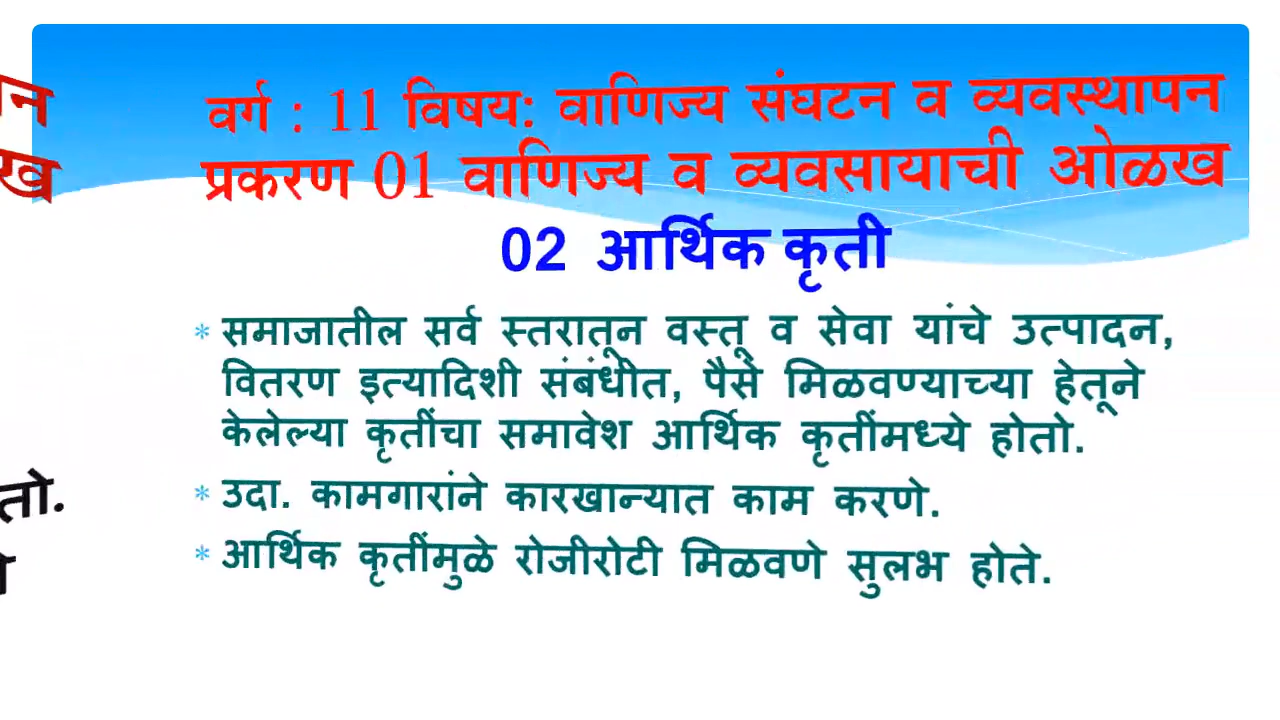 वर्ग : 11 विषय: वाणिज्य संघटन व व्यवस्थापन
प्रकरण 01 वाणिज्य व व्यवसायाची ओळख
02 आर्थिक कृती
* समाजातील सर्व स्तरातून वस्तू व सेवा यांचे उत्पादन,
वितरण इत्यादिशी संबंधीत, पैसे मिळवण्याच्या हेतूने
केलेल्या कृतींचा समावेश आर्थिक कृतींमध्ये होतो.
* उदा. कामगारांने कारखान्यात काम करणे.
* आर्थिक कृतींमुळे रोजीरोटी मिळवणे सुलभ होते.